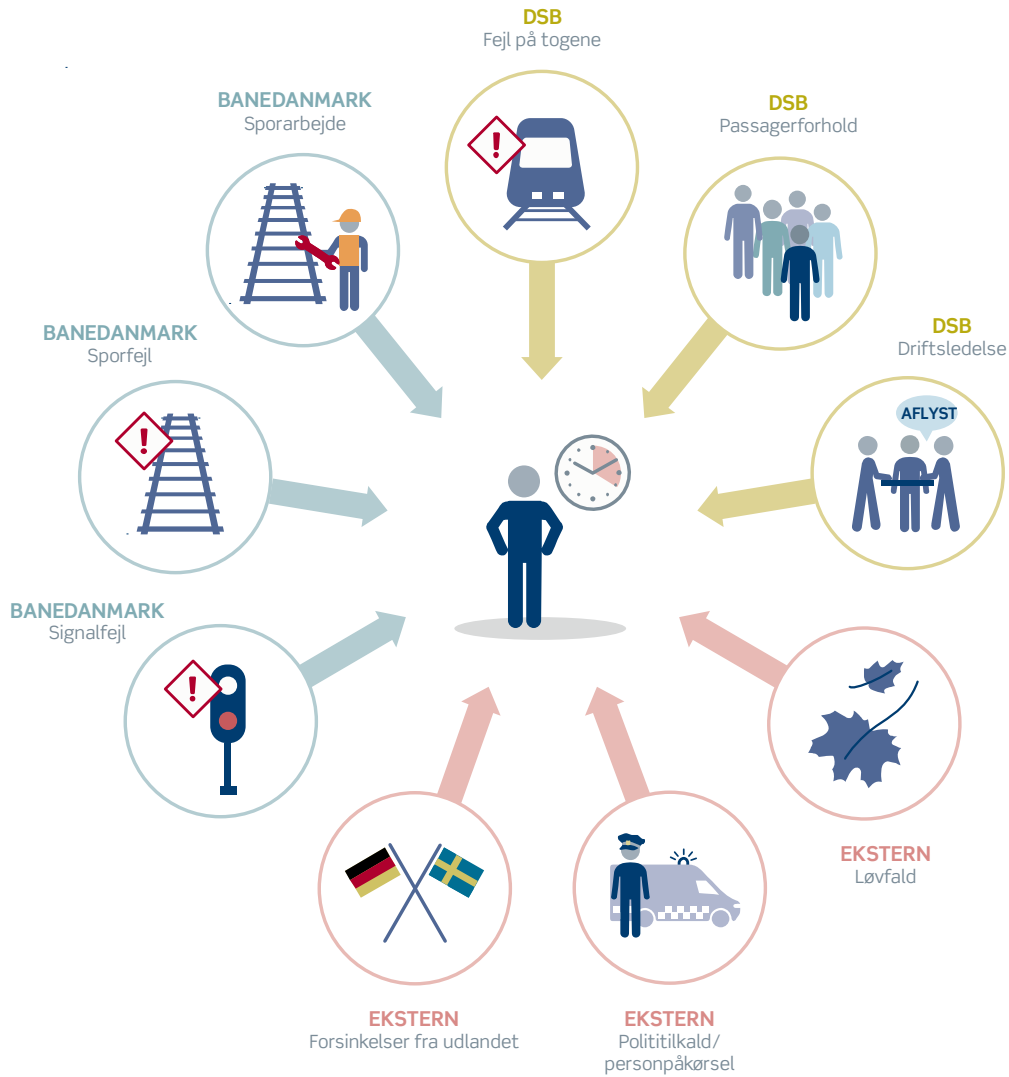 DSB
Fejl på togene
BANEDANMARK
Sporarbejde
DSB
Passagerforhold
BANEDANMARK
Sporfejl
DSB
Driftsledelse
AFLYST
BANEDANMARK
Signalfejl
EKSTERN
Løvfald
EKSTERN
Forsinkelser fra udlandet
EKSTERN
Polititilkald/
personpåkørsel